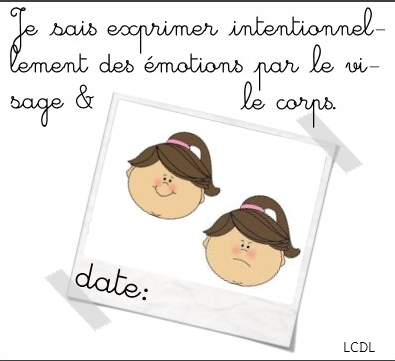 Je sais exprimer intentionnel-
lement des émotions par le vi-
sage & le corps.
date:
LCDL